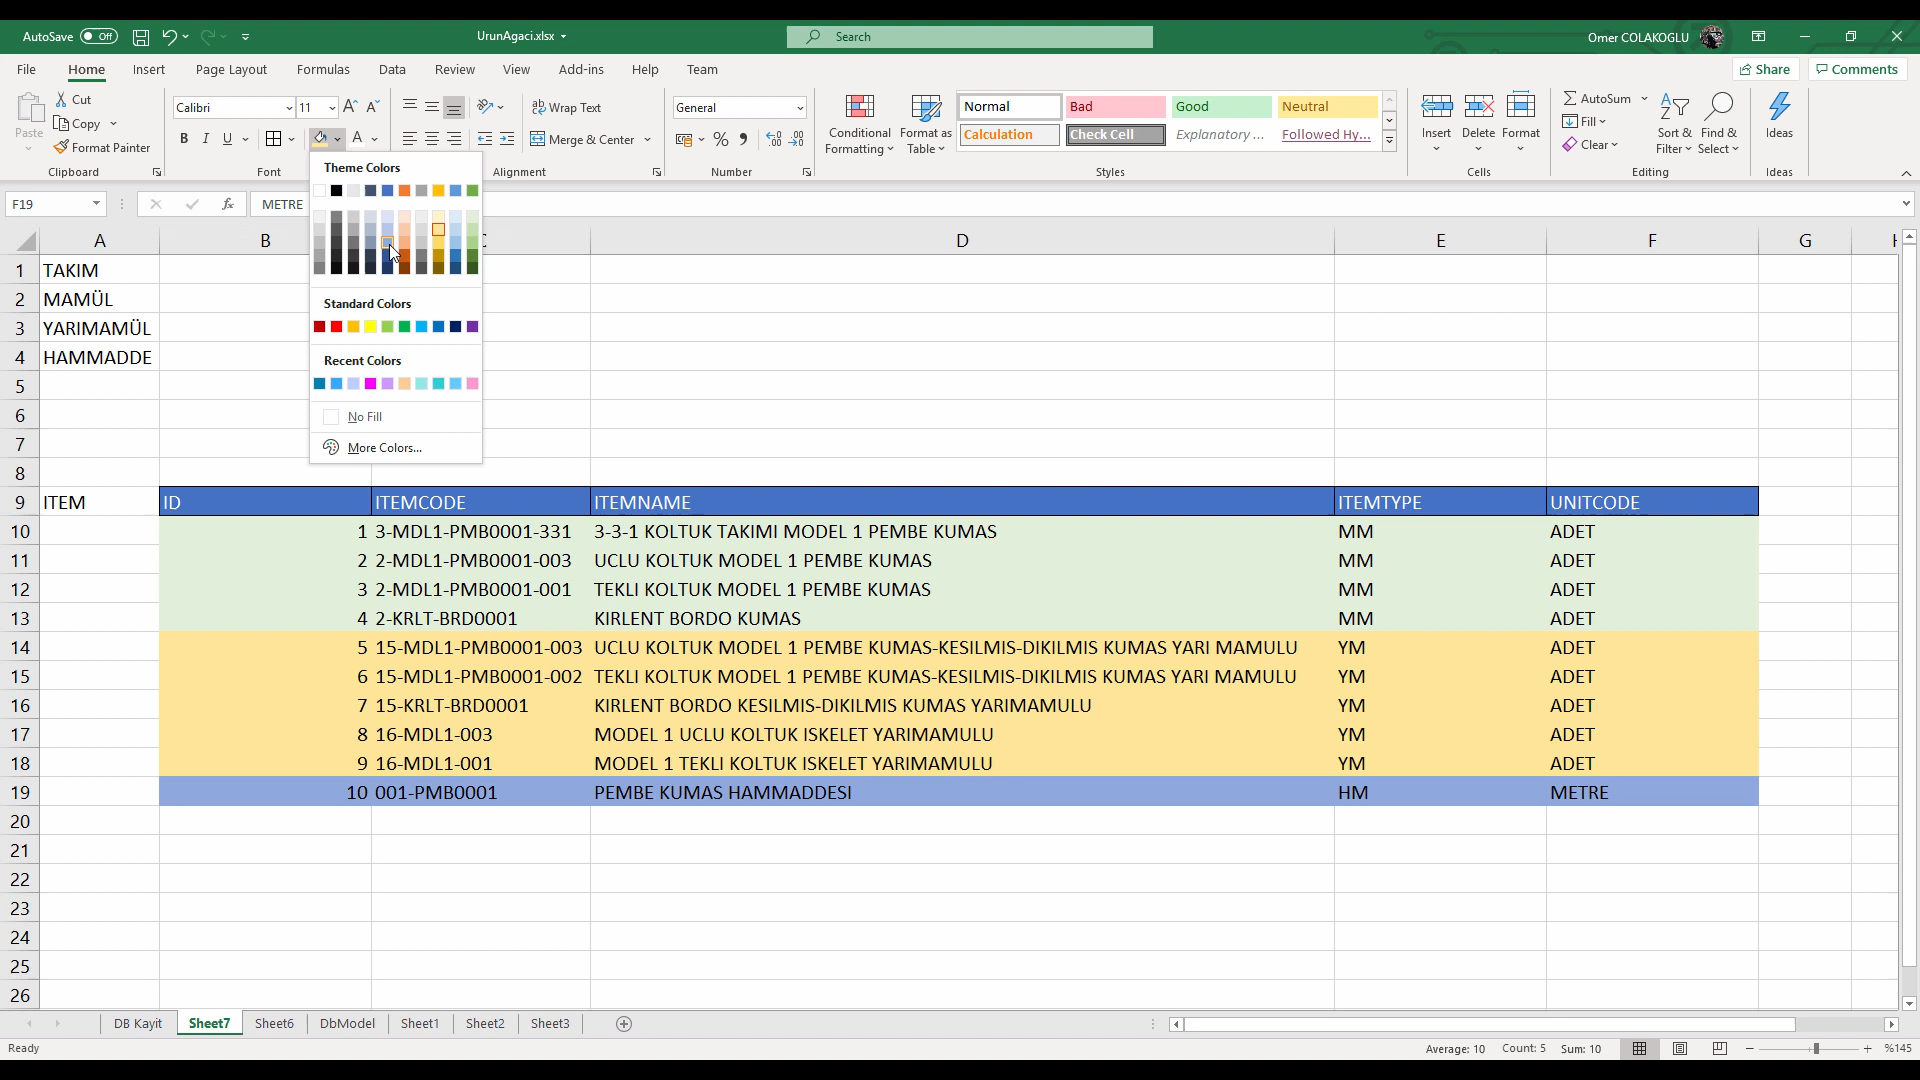 AutoSave Off UrunAgaci.xlsx Search Omer COLAKOGLU
File Home Insert Page Layout Formulas Data Review View Add-ins Help Team Share Comments
Paste Cut Copy Format Painter Clipboard
Calibri 11 A A B I U A Font
Wrap Text Merge & Center Alignment
General % Number
Conditional Formatting Format as Table
Normal Bad Good Neutral
Calculation Check Cell Explanatory ... Followed Hy...
Styles
Insert Delete Format Cells
AutoSum Fill Clear Sort & Filter Find & Select Editing
Ideas Ideas
Theme Colors
Standard Colors
Recent Colors
No Fill
More Colors...
F19 fx METRE
A B C D E F G H
1 TAKIM
2 MAMÜL
3 YARIMAMÜL
4 HAMMADDE
5
6
7
8
9 ITEM ID ITEMCODE ITEMNAME ITEMTYPE UNITCODE
10 1 3-MDL1-PMB0001-331 3-3-1 KOLTUK TAKIMI MODEL 1 PEMBE KUMAS MM ADET
11 2 2-MDL1-PMB0001-003 UCLU KOLTUK MODEL 1 PEMBE KUMAS MM ADET
12 3 2-MDL1-PMB0001-001 TEKLI KOLTUK MODEL 1 PEMBE KUMAS MM ADET
13 4 2-KRLT-BRD0001 KIRLENT BORDO KUMAS MM ADET
14 5 15-MDL1-PMB0001-003 UCLU KOLTUK MODEL 1 PEMBE KUMAS-KESILMIS-DIKILMIS KUMAS YARI MAMULU YM ADET
15 6 15-MDL1-PMB0001-002 TEKLI KOLTUK MODEL 1 PEMBE KUMAS-KESILMIS-DIKILMIS KUMAS YARI MAMULU YM ADET
16 7 15-KRLT-BRD0001 KIRLENT BORDO KESILMIS-DIKILMIS KUMAS YARIMAMULU YM ADET
17 8 16-MDL1-003 MODEL 1 UCLU KOLTUK ISKELET YARIMAMULU YM ADET
18 9 16-MDL1-001 MODEL 1 TEKLI KOLTUK ISKELET YARIMAMULU YM ADET
19 10 001-PMB0001 PEMBE KUMAS HAMMADDESI HM METRE
20
21
22
23
24
25
26
DB Kayit Sheet7 Sheet6 DbModel Sheet1 Sheet2 Sheet3
Ready Average: 10 Count: 5 Sum: 10 %145